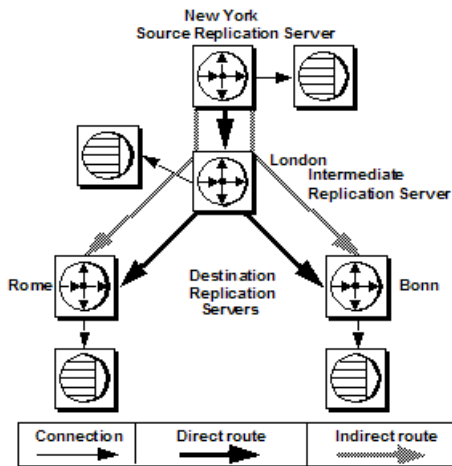 New York
Source Replication Server
London
Intermediate
Replication Server
Rome
Destination
Replication
Servers
Bonn
Connection
Direct route
Indirect route